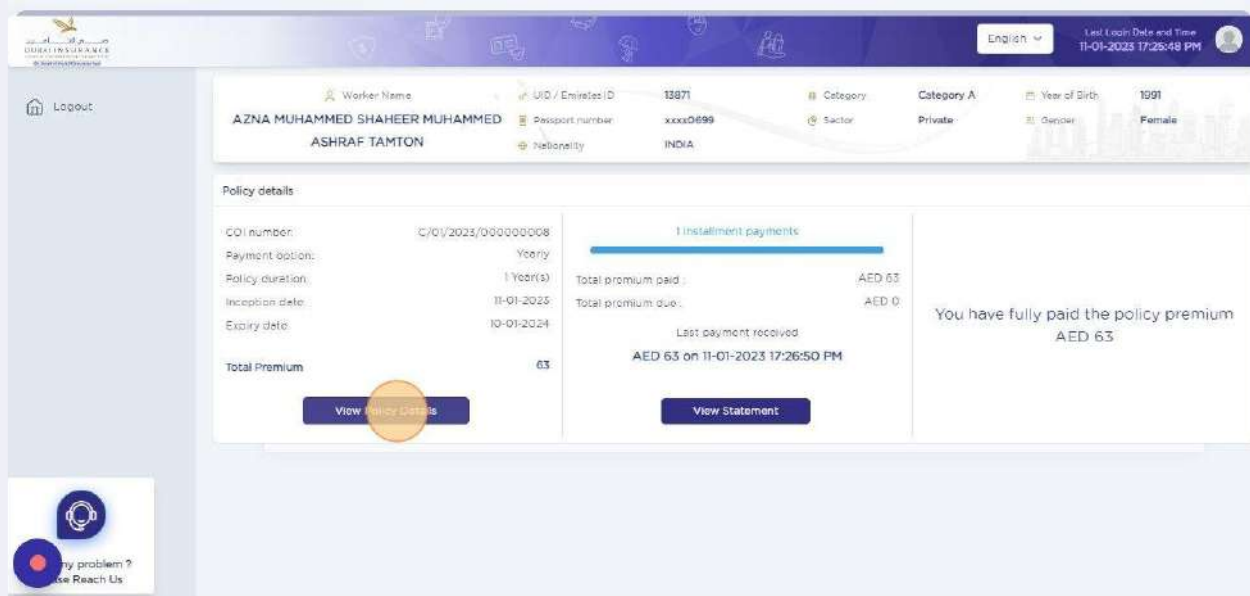 DUBAI INSURANCE
English
Last Login Date and Time
11-01-2023 17:25:48 PM
Logout
Worker Name
AZNA MUHAMMED SHAHEER MUHAMMED
ASHRAF TAMTON
UID / Emirates ID 13871
Passport number xxxx0699
Nationality INDIA
Category Category A
Sector Private
Year of Birth 1991
Gender Female
Policy details
COI number: C/01/2023/000000008
Payment option: Yearly
Policy duration: 1 Year(s)
Inception date: 11-01-2023
Expiry date: 10-01-2024
Total Premium 63
View Policy Details
1 Installment payments
Total premium paid : AED 63
Total premium due : AED 0
Last payment received
AED 63 on 11-01-2023 17:26:50 PM
View Statement
You have fully paid the policy premium
AED 63
ny problem ?
se Reach Us